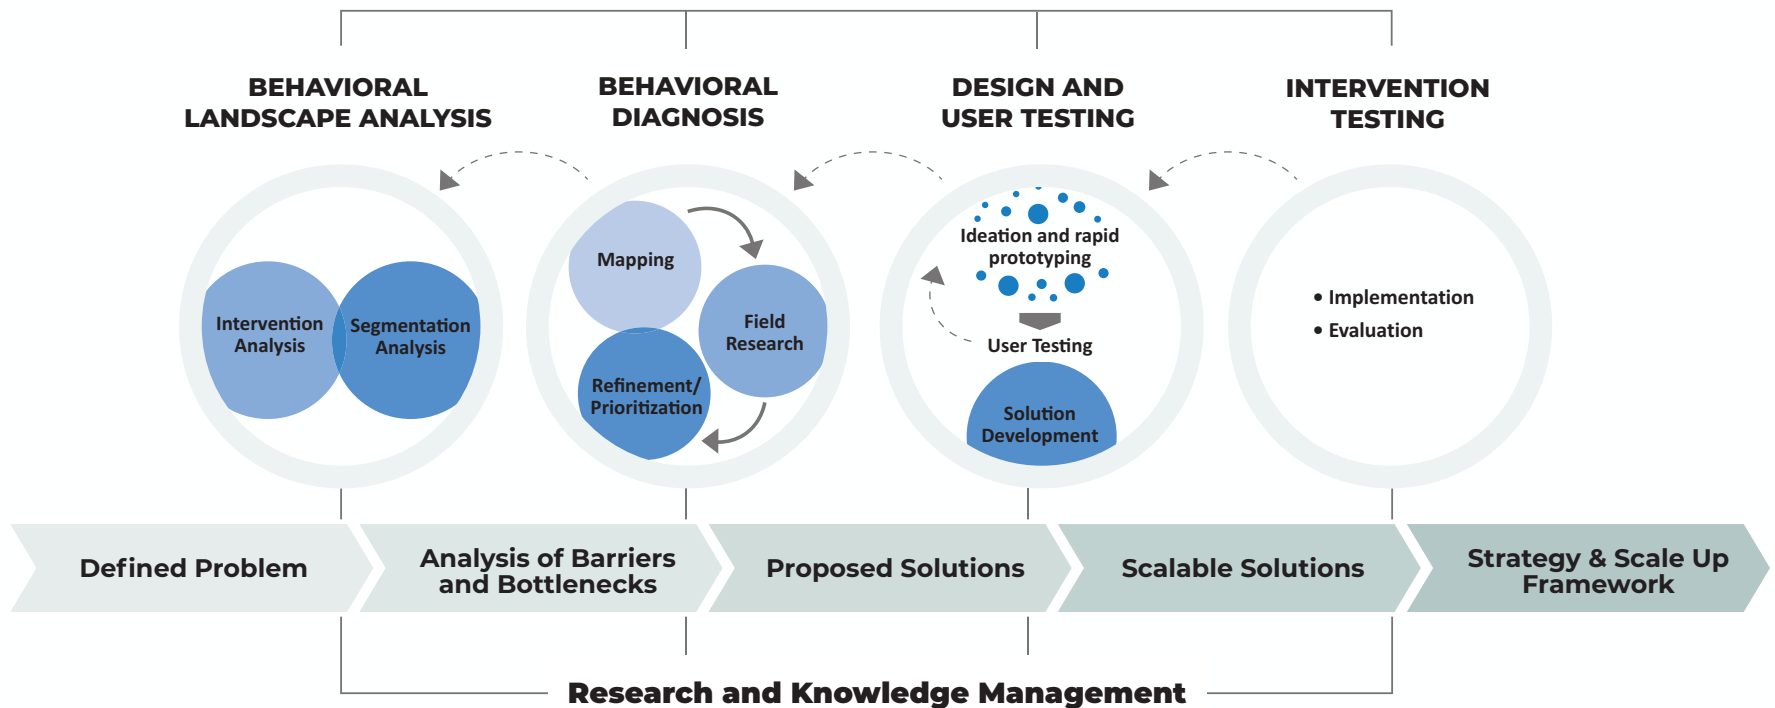 BEHAVIORAL
LANDSCAPE ANALYSIS
BEHAVIORAL
DIAGNOSIS
DESIGN AND
USER TESTING
INTERVENTION
TESTING
Intervention
Analysis
Segmentation
Analysis
Mapping
Field
Research
Refinement/
Prioritization
Ideation and rapid
prototyping
User Testing
Solution
Development
• Implementation
• Evaluation
Defined Problem
Analysis of Barriers
and Bottlenecks
Proposed Solutions
Scalable Solutions
Strategy & Scale Up
Framework
Research and Knowledge Management